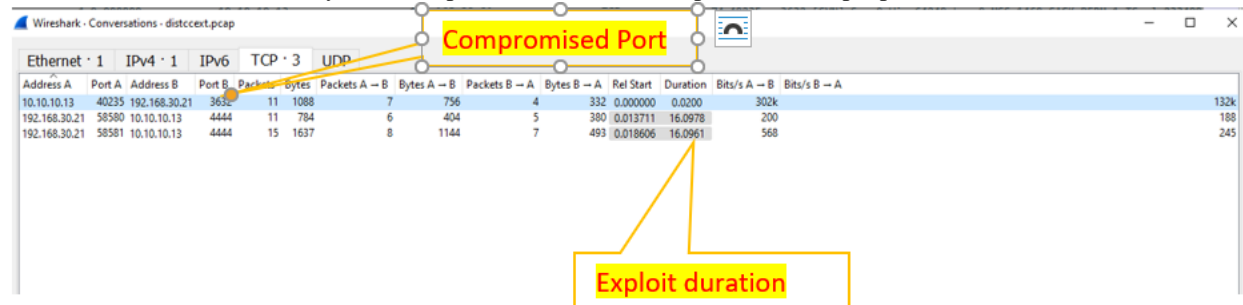 Wireshark · Conversations · distccext.pcap
Compromised Port
Ethernet · 1 IPv4 · 1 IPv6 TCP · 3 UDP
Address A Port A Address B Port B Packets Bytes Packets A → B Bytes A → B Packets B → A Bytes B → A Rel Start Duration Bits/s A → B Bits/s B → A
10.10.10.13 40235 192.168.30.21 3632 11 1088 7 756 4 332 0.000000 0.0200 302k 132k
192.168.30.21 58580 10.10.10.13 4444 11 784 6 404 5 380 0.013711 16.0978 200 188
192.168.30.21 58581 10.10.10.13 4444 15 1637 8 1144 7 493 0.018606 16.0961 568 245
Exploit duration